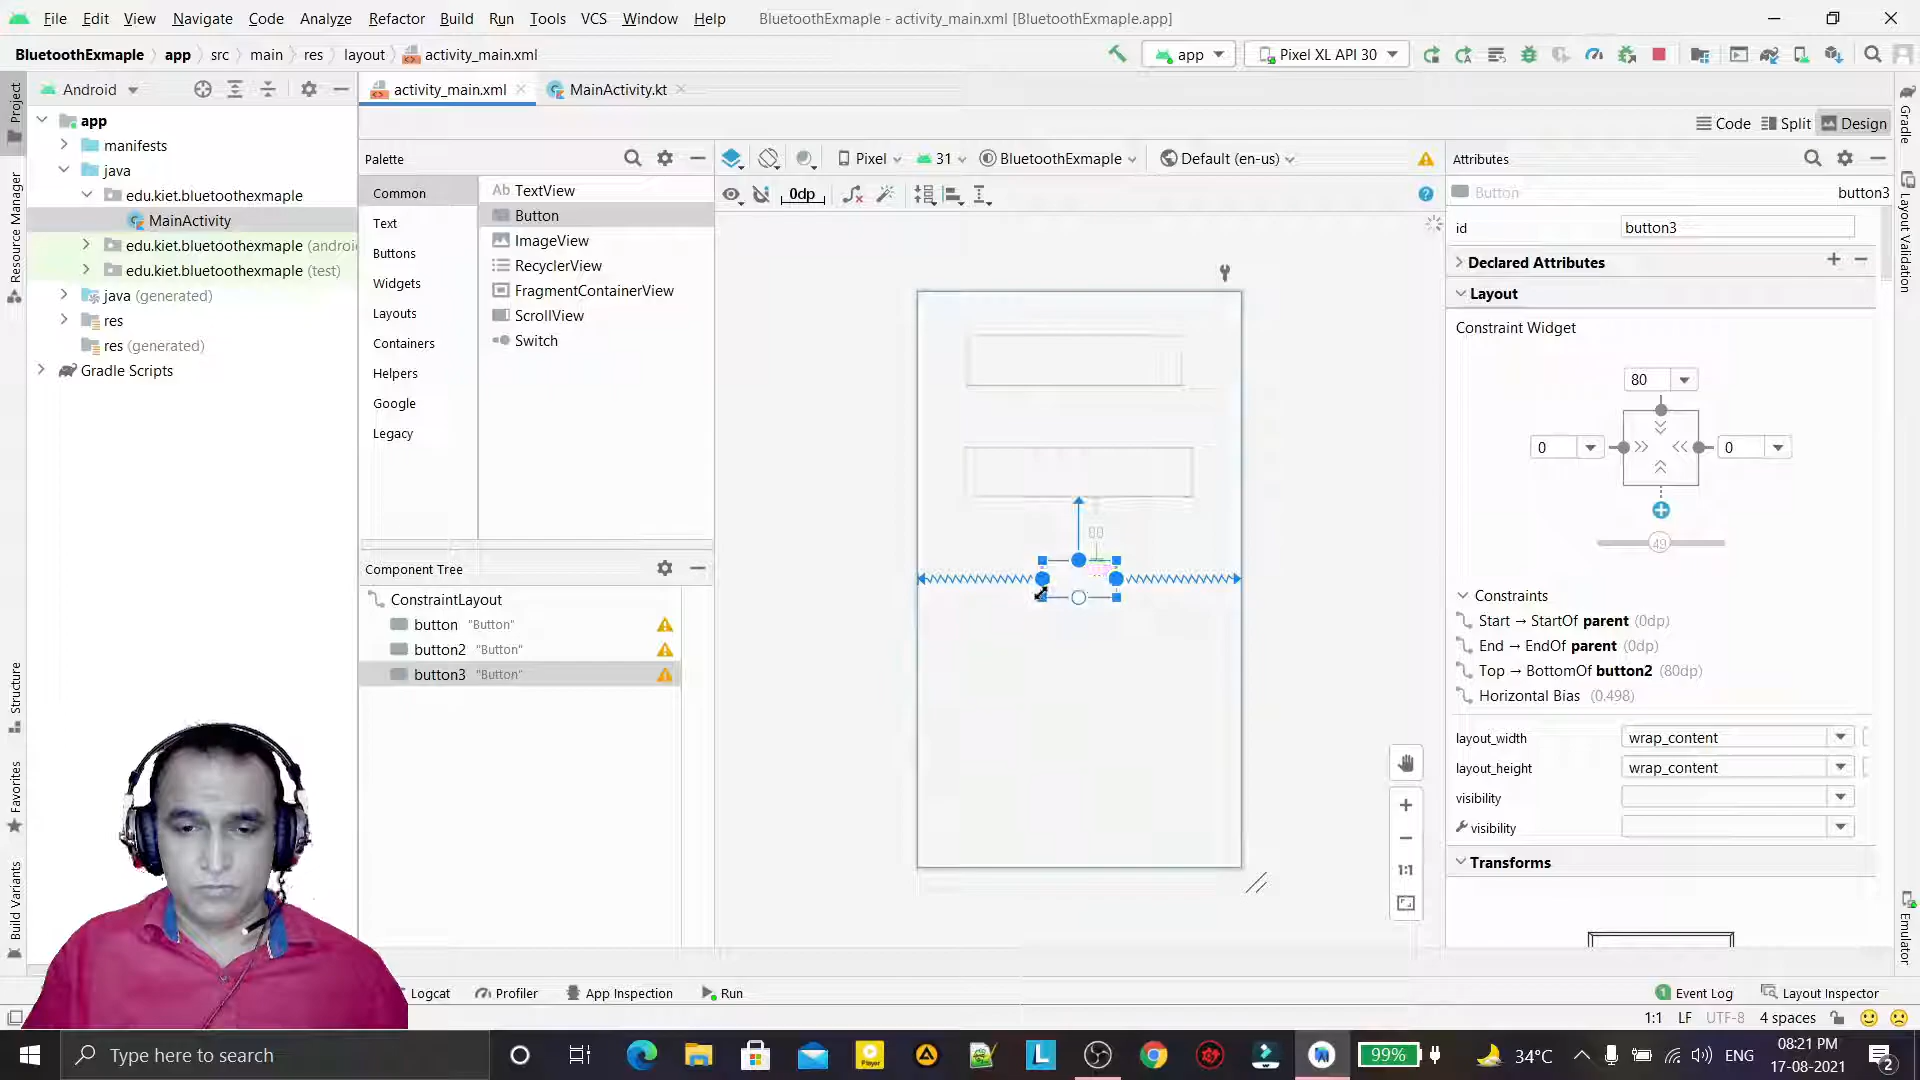 File Edit View Navigate Code Analyze Refactor Build Run Tools VCS Window Help BluetoothExmaple - activity_main.xml [BluetoothExmaple.app]
BluetoothExmaple app src main res layout activity_main.xml app Pixel XL API 30
Android activity_main.xml MainActivity.kt
Code Split Design
Project
Resource Manager
Structure
Favorites
Build Variants
app
manifests
java
edu.kiet.bluetoothexmaple
MainActivity
edu.kiet.bluetoothexmaple (androi
edu.kiet.bluetoothexmaple (test)
java (generated)
res
res (generated)
Gradle Scripts
Palette
Common
Text
Buttons
Widgets
Layouts
Containers
Helpers
Google
Legacy
Ab TextView
Button
ImageView
RecyclerView
FragmentContainerView
ScrollView
Switch
Component Tree
ConstraintLayout
button "Button"
button2 "Button"
button3 "Button"
Pixel 31 BluetoothExmaple Default (en-us)
0dp
1:1
Attributes
Button button3
id button3
Declared Attributes
Layout
Constraint Widget
80
0 0
49
Constraints
Start → StartOf parent (0dp)
End → EndOf parent (0dp)
Top → BottomOf button2 (80dp)
Horizontal Bias (0.498)
layout_width wrap_content
layout_height wrap_content
visibility
visibility
Transforms
Gradle
Layout Validation
Emulator
Logcat Profiler App Inspection Run 1 Event Log Layout Inspector
1:1 LF UTF-8 4 spaces
Type here to search
Player
L
99%
34°C
ENG
08:21 PM
17-08-2021
2